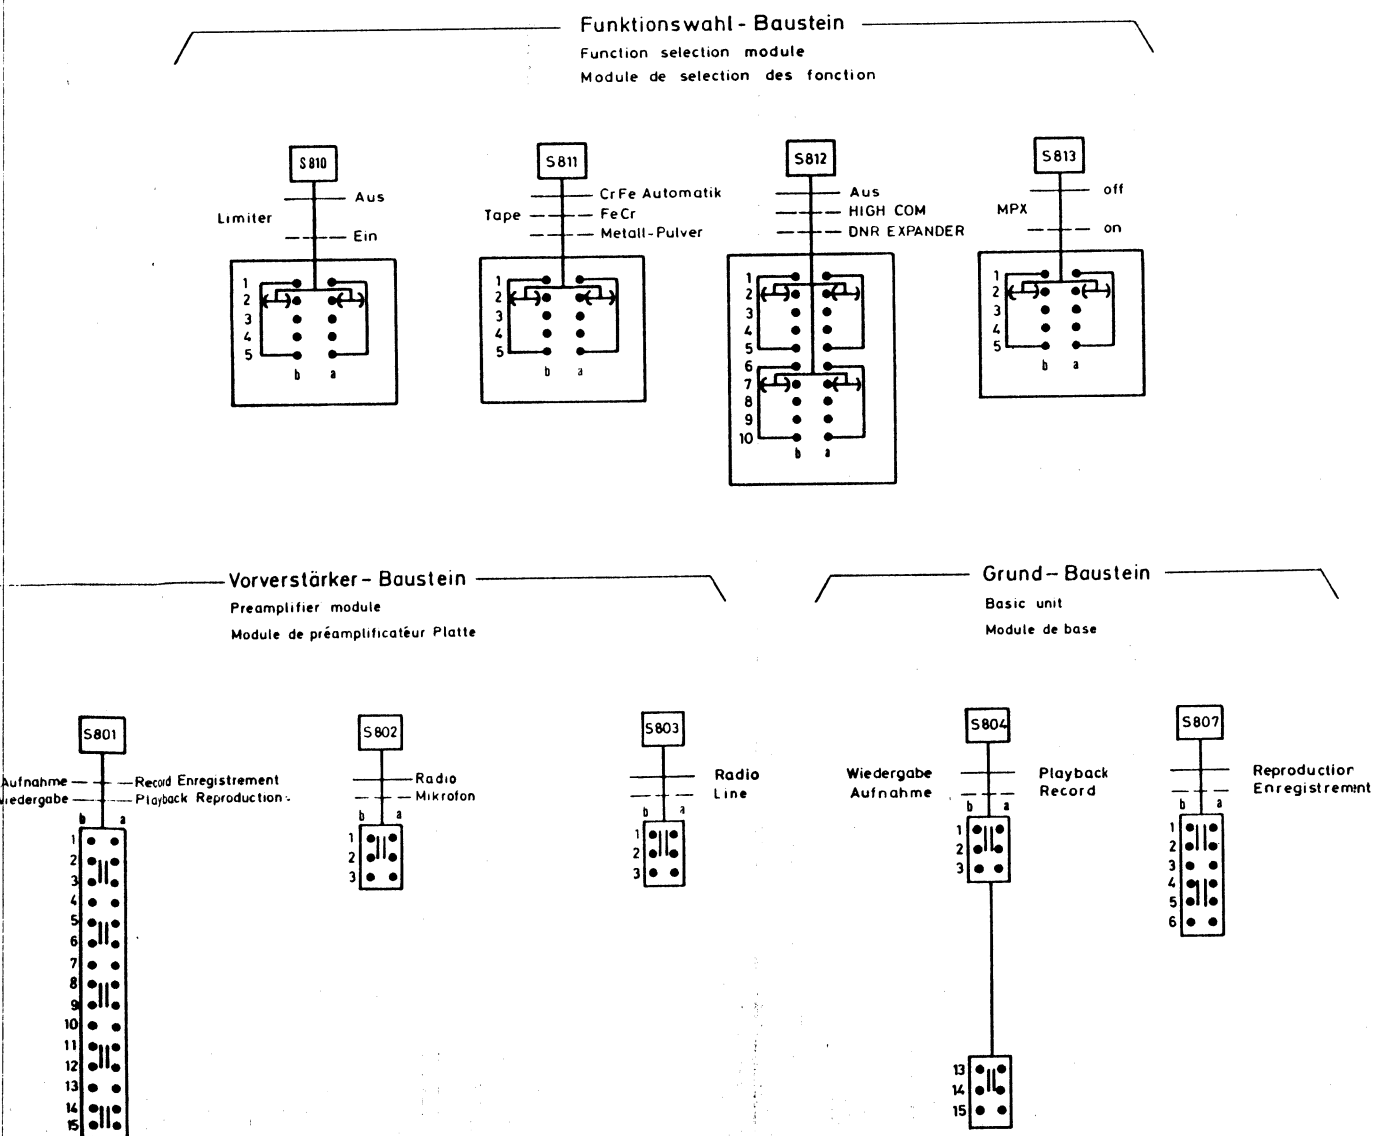 Funktionswahl - Baustein
Function selection module
Module de selection des fonction
S810
Aus
Limiter
Ein
1
2
3
4
5
b a
S811
CrFe Automatik
Tape FeCr
Metall-Pulver
1
2
3
4
5
b a
S812
Aus
HIGH COM
DNR EXPANDER
1
2
3
4
5
6
7
8
9
10
b a
S813
off
MPX
on
1
2
3
4
5
b a
Vorverstärker - Baustein
Preamplifier module
Module de préamplificatéur Platte
Grund - Baustein
Basic unit
Module de base
S801
Aufnahme Record Enregistrement
Playback Reproduction
b a
1
2
3
4
5
6
7
8
9
10
11
12
13
14
15
S802
Radio
Mikrofon
b a
1
2
3
S803
Radio
Line
b a
1
2
3
S804
Wiedergabe Playback
Aufnahme Record
b a
1
2
3
13
14
15
S807
Reproduction
Enregistrement
b a
1
2
3
4
5
6